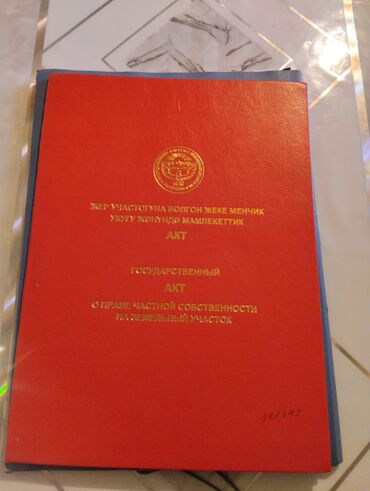 ЖЕР УЧАСТОГУНА БОЛГОН ЖЕКЕ МЕНЧИК
УКУГУ ЖӨНҮНДӨ МАМЛЕКЕТТИК
АКТ
ГОСУДАРСТВЕННЫЙ
АКТ
О ПРАВЕ ЧАСТНОЙ СОБСТВЕННОСТИ
НА ЗЕМЕЛЬНЫЙ УЧАСТОК